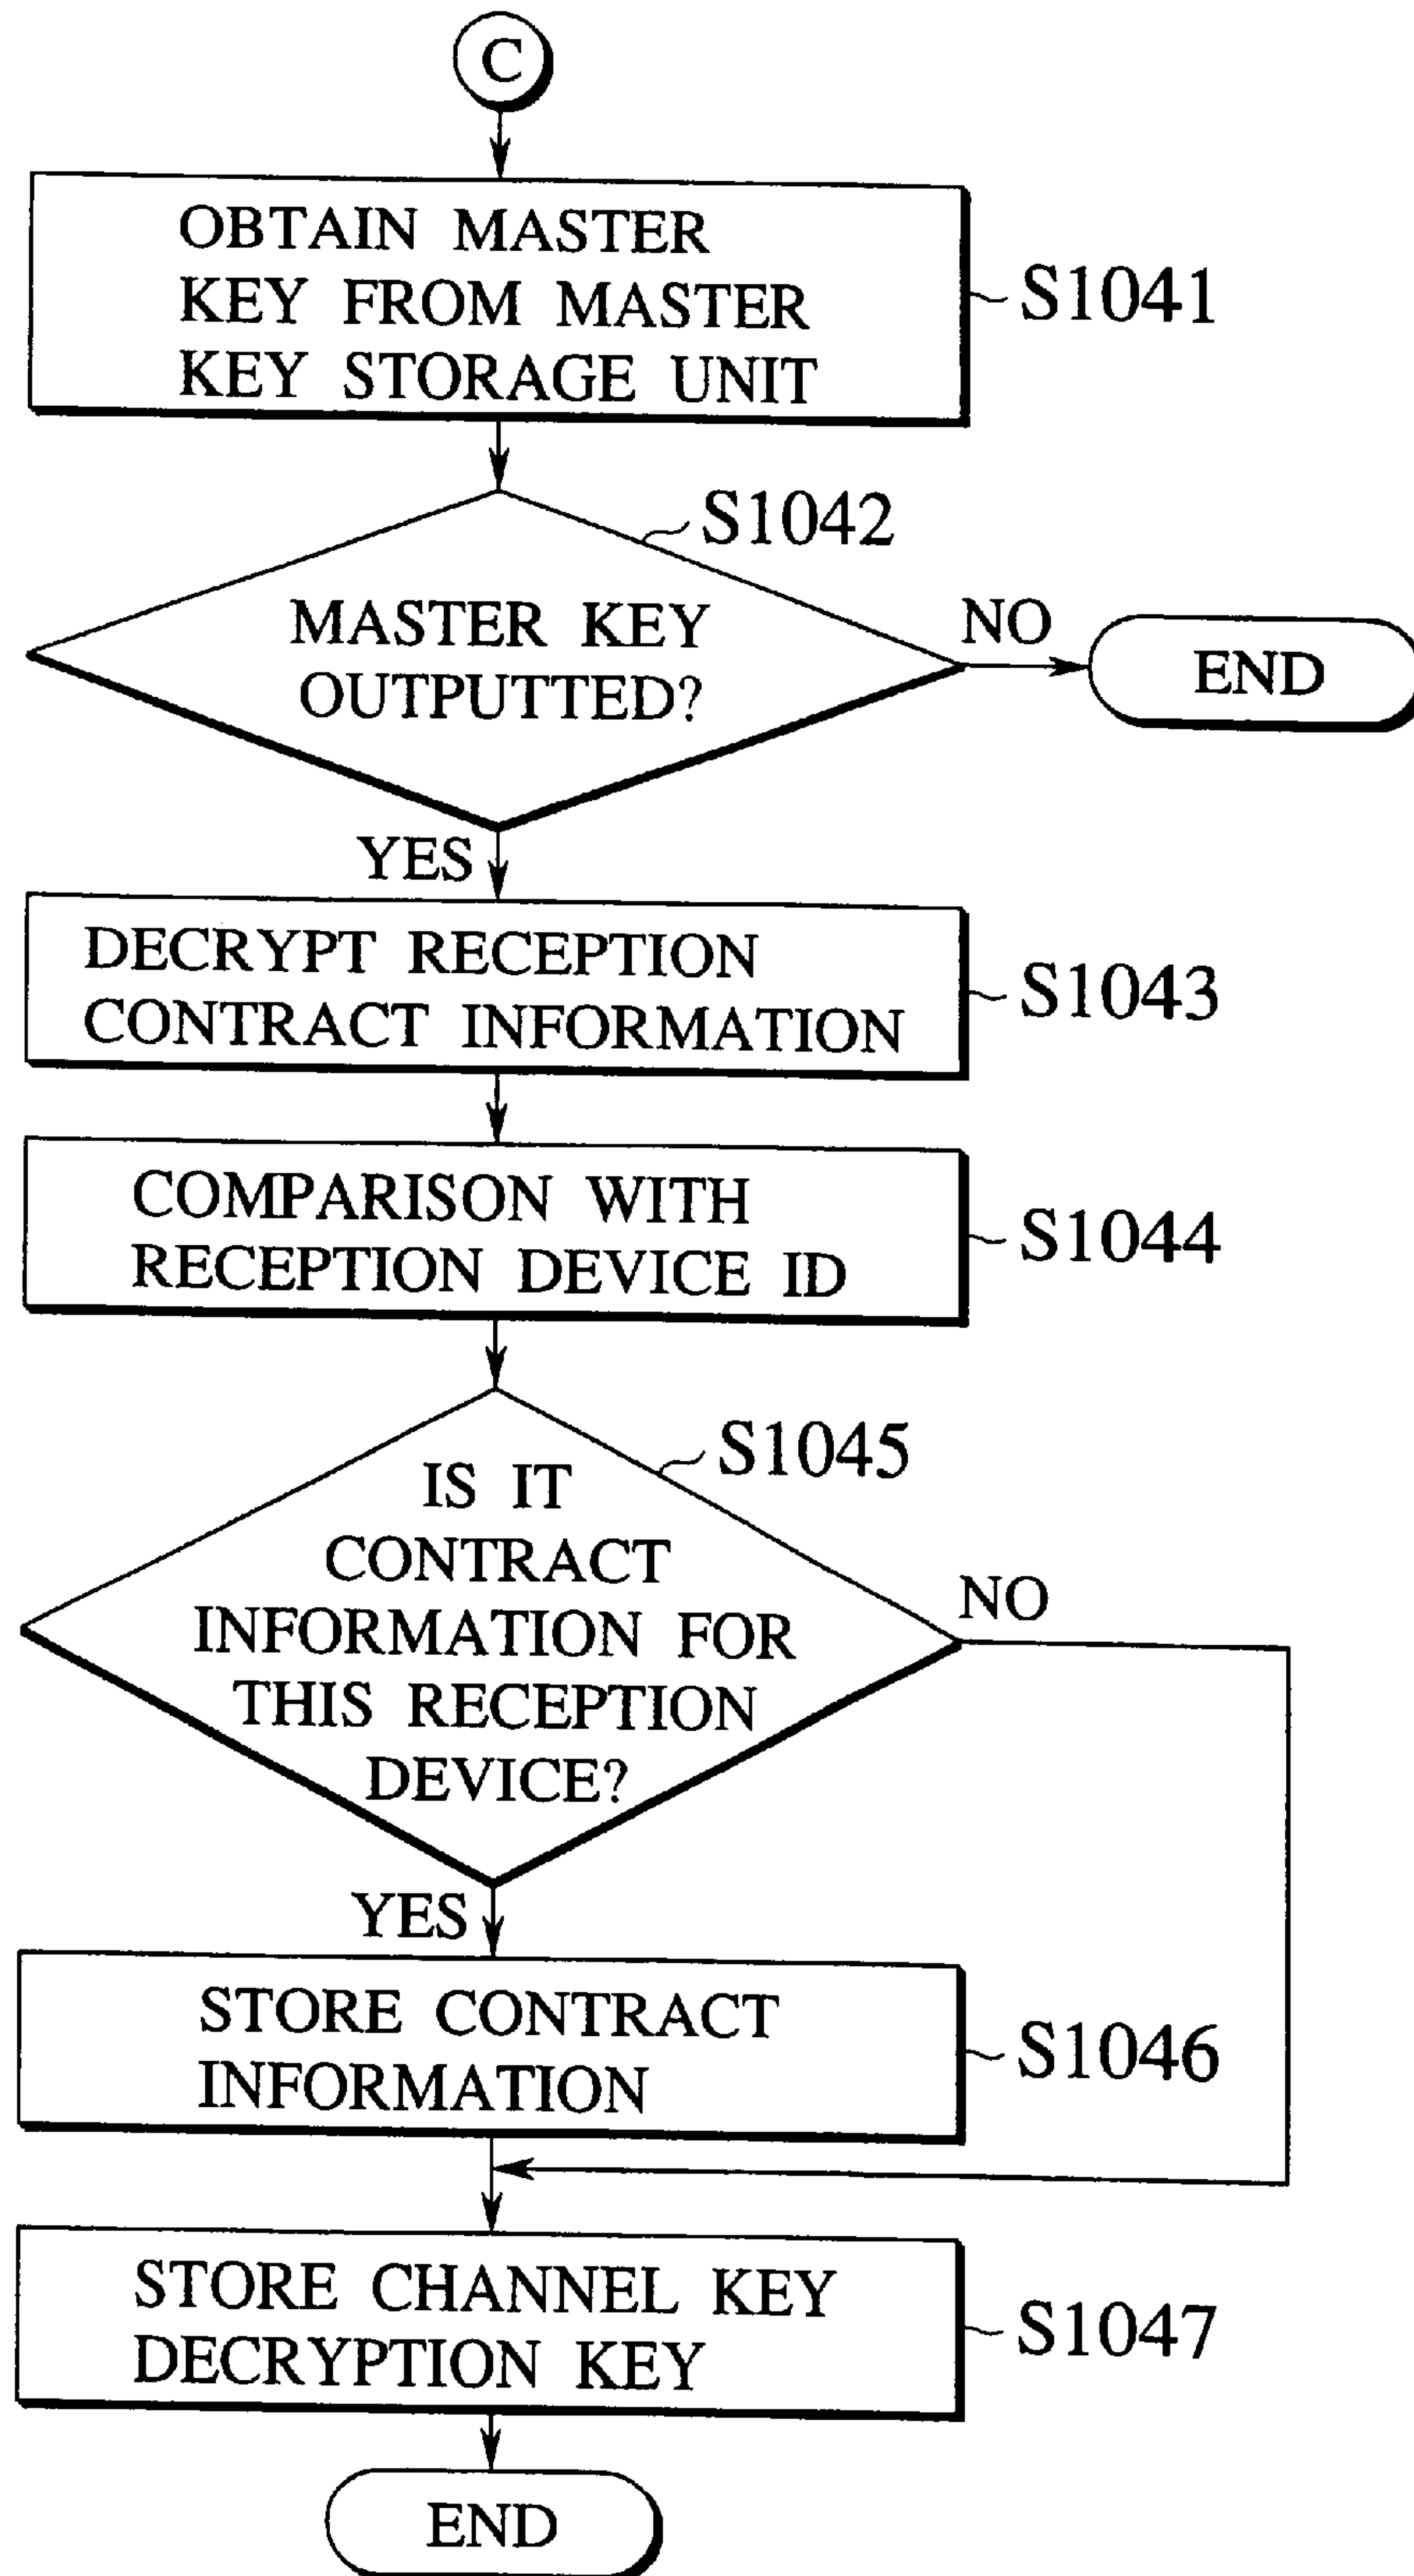 C
OBTAIN MASTER
KEY FROM MASTER
KEY STORAGE UNIT
S1041
S1042
MASTER KEY
OUTPUTTED?
NO
END
YES
DECRYPT RECEPTION
CONTRACT INFORMATION
S1043
COMPARISON WITH
RECEPTION DEVICE ID
S1044
S1045
IS IT
CONTRACT
INFORMATION FOR
THIS RECEPTION
DEVICE?
NO
YES
STORE CONTRACT
INFORMATION
S1046
STORE CHANNEL KEY
DECRYPTION KEY
S1047
END